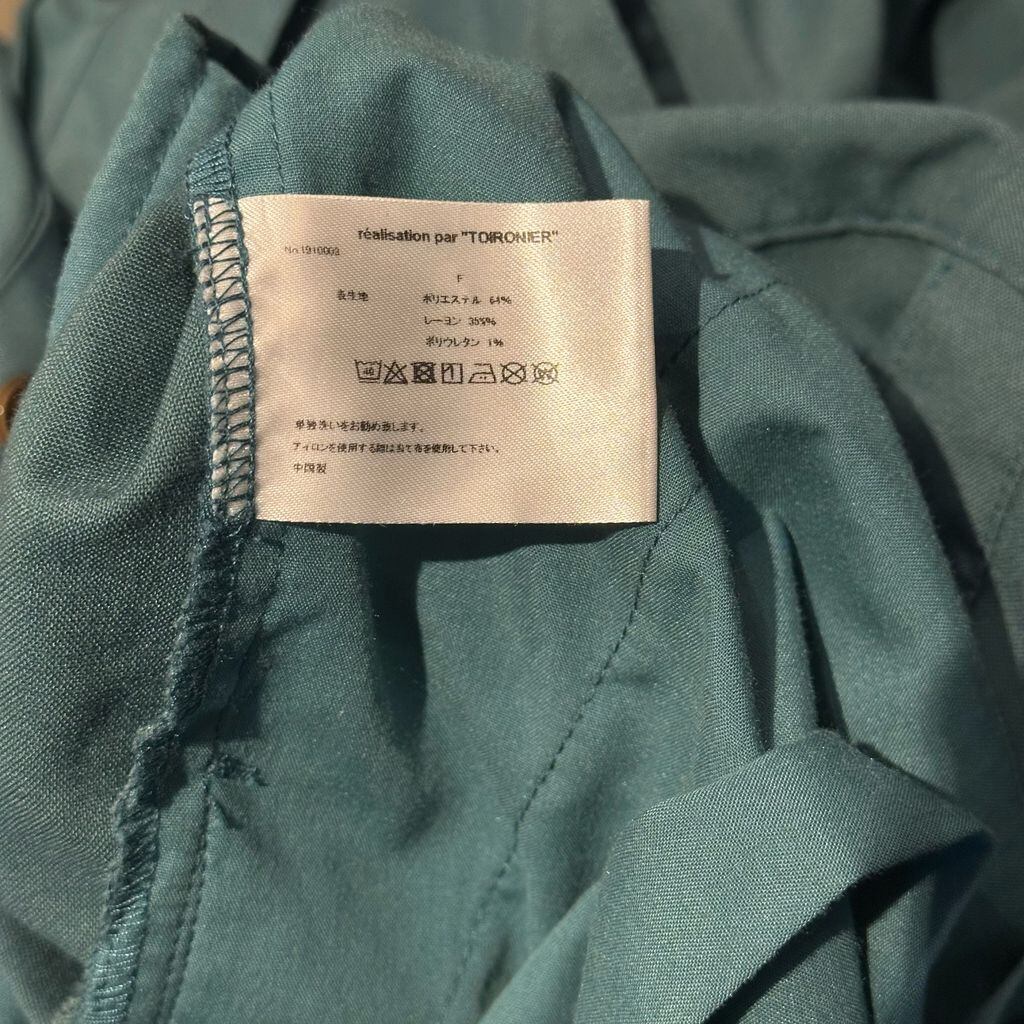 réalisation par "TOIRONIER"
No.1910003
F
表生地 ポリエステル 64%
レーヨン 35%
ポリウレタン 1%
40
単独洗いをお勧め致します。
アイロンを使用する際は当て布を使用して下さい。
中国製